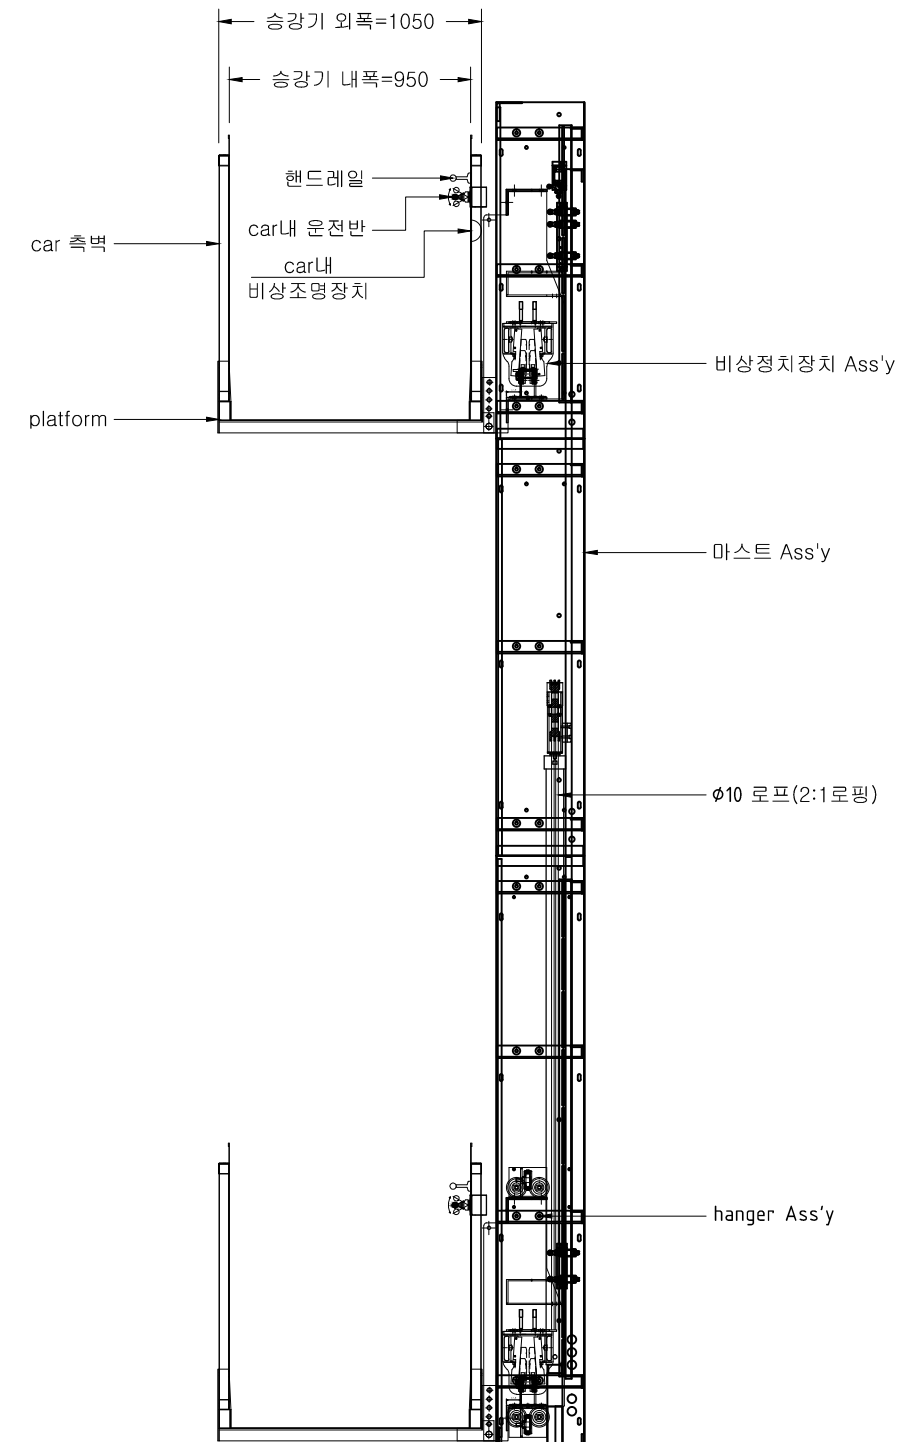 승강기 외폭=1050
승강기 내폭=950
핸드레일
car내 운전반
car 측벽
car내
비상조명장치
비상정치장치 Ass'y
platform
마스트 Ass'y
ø10 로프(2:1로핑)
hanger Ass'y